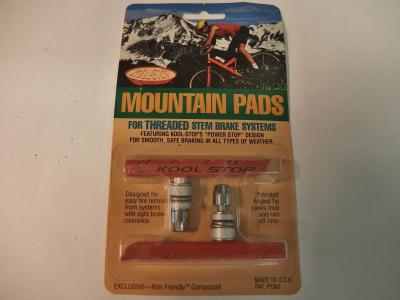 KOOL-STOP
MOUNTAIN PADS
FOR THREADED STEM BRAKE SYSTEMS
FEATURING KOOL-STOP'S "POWER STOP" DESIGN
FOR SMOOTH, SAFE BRAKING IN ALL TYPES OF WEATHER.
KOOL STOP
Designed for
easy tire removal
from systems
with tight brake
clearance.
Patented
Angled Tip
plows mud and
rain
off rims.
EXCLUSIVE—Rim Friendly™ Compound
MADE IN U.S.A.
PAT. PEND.